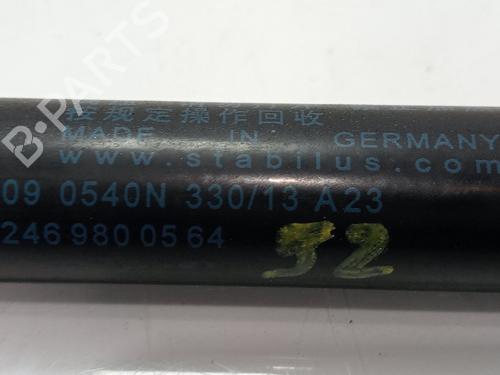 按规定操作回收
MADE IN GERMANY
www.stabilus.com
09 0540N 330/13 A23
246 980 05 64
52
B-PARTS